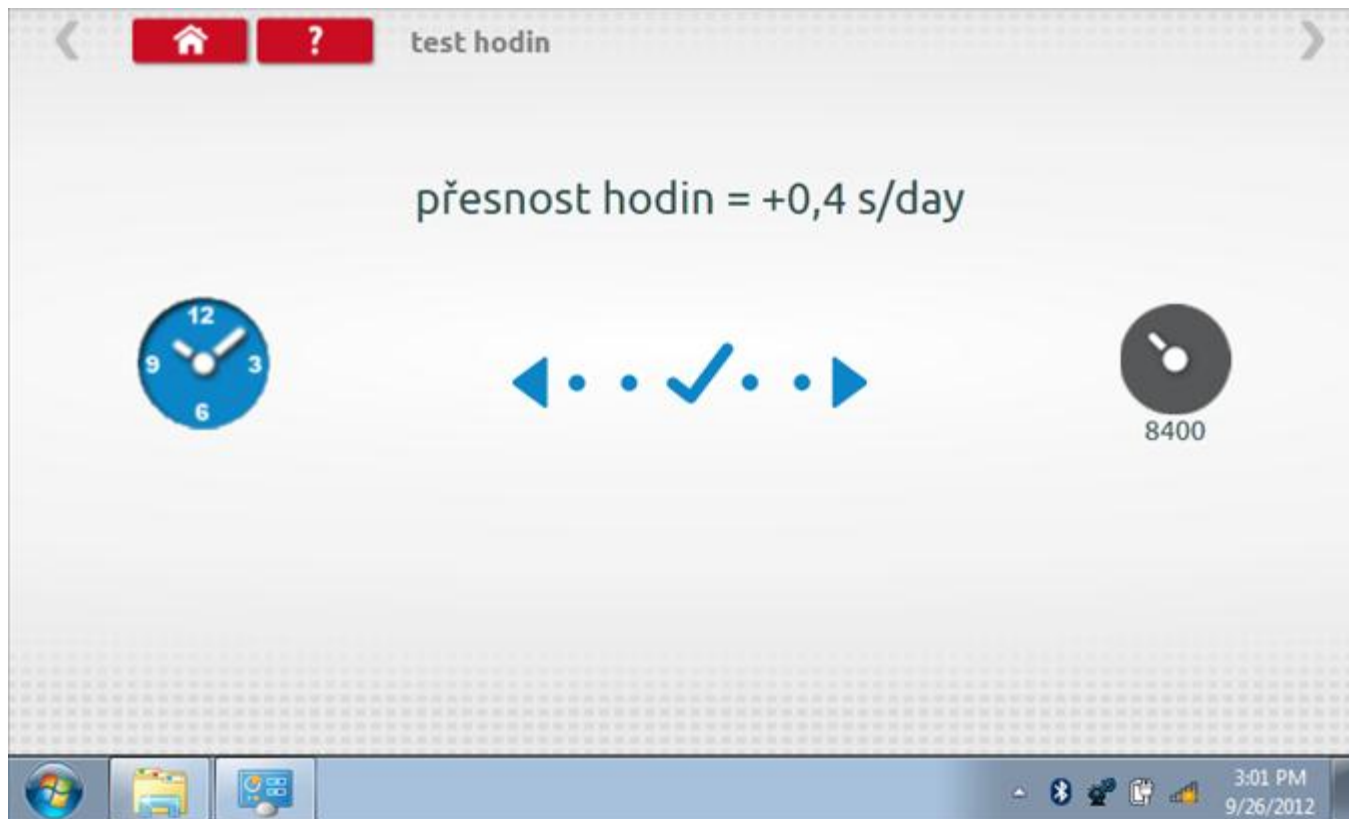 ? test hodin
přesnost hodin = +0,4 s/day
12
9 3
6
8400
3:01 PM
9/26/2012